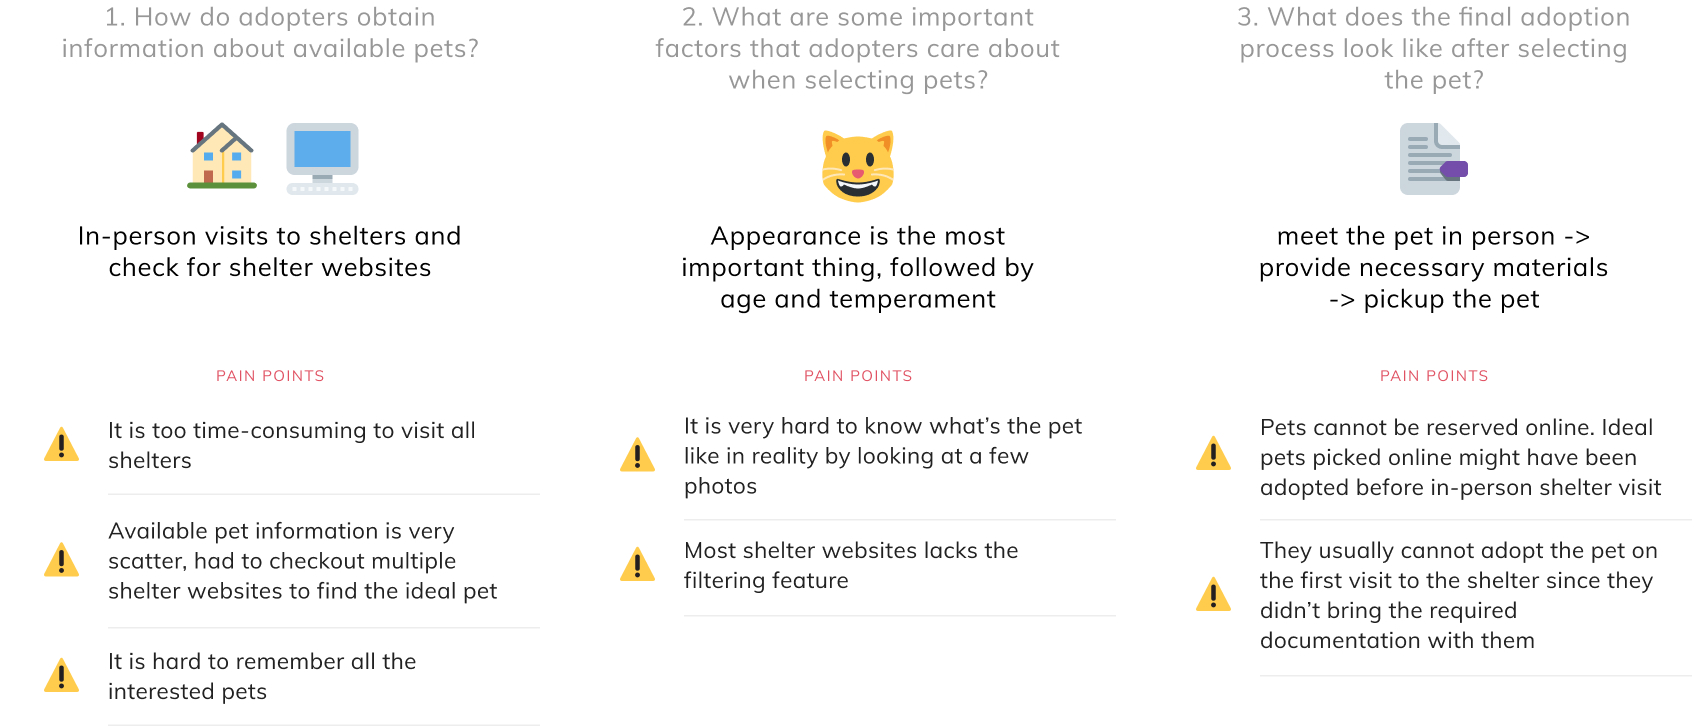 1. How do adopters obtain
information about available pets?
In-person visits to shelters and
check for shelter websites
PAIN POINTS
It is too time-consuming to visit all
shelters
Available pet information is very
scatter, had to checkout multiple
shelter websites to find the ideal pet
It is hard to remember all the
interested pets
2. What are some important
factors that adopters care about
when selecting pets?
Appearance is the most
important thing, followed by
age and temperament
PAIN POINTS
It is very hard to know what’s the pet
like in reality by looking at a few
photos
Most shelter websites lacks the
filtering feature
3. What does the final adoption
process look like after selecting
the pet?
meet the pet in person ->
provide necessary materials
-> pickup the pet
PAIN POINTS
Pets cannot be reserved online. Ideal
pets picked online might have been
adopted before in-person shelter visit
They usually cannot adopt the pet on
the first visit to the shelter since they
didn’t bring the required
documentation with them